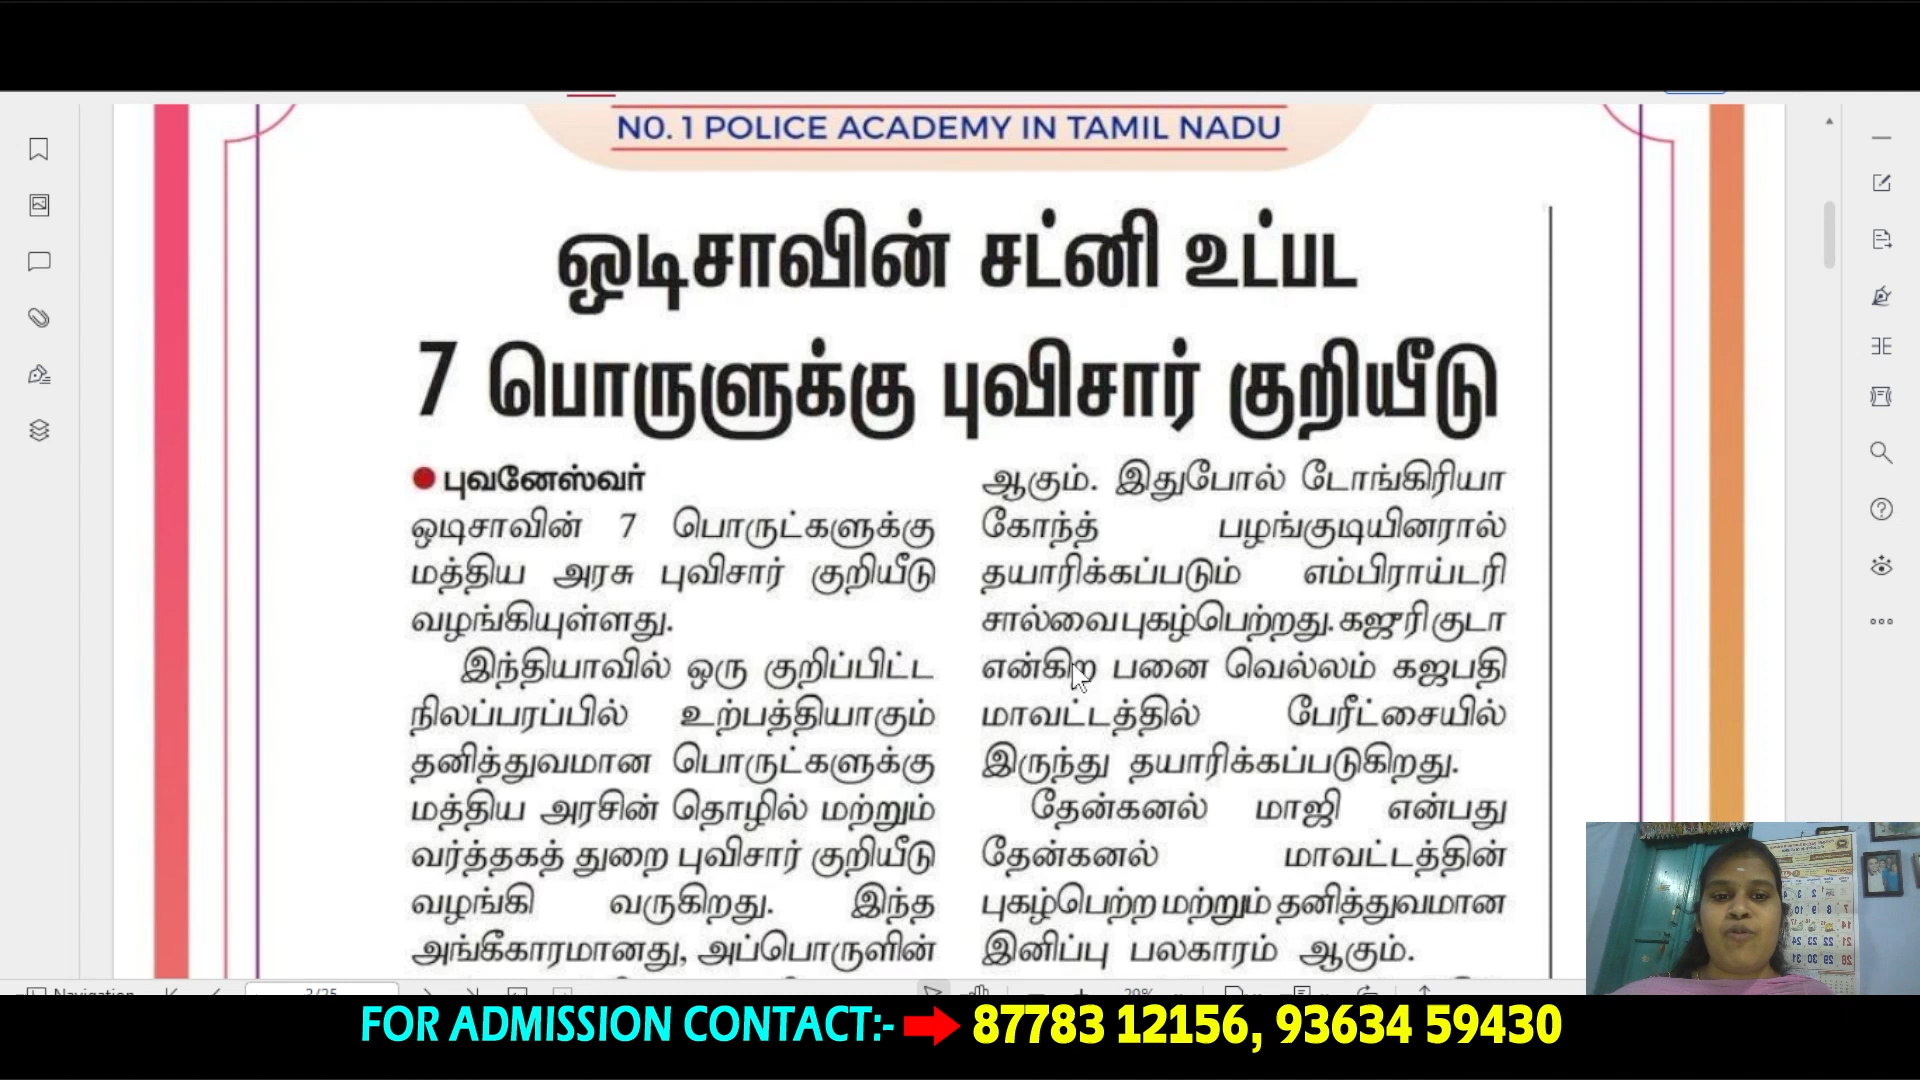 NO. 1 POLICE ACADEMY IN TAMIL NADU
ஒடிசாவின் சட்னி உட்பட
7 பொருளுக்கு புவிசார் குறியீடு
● புவனேஸ்வர்
ஒடிசாவின் 7 பொருட்களுக்கு
மத்திய அரசு புவிசார் குறியீடு
வழங்கியுள்ளது.
இந்தியாவில் ஒரு குறிப்பிட்ட
நிலப்பரப்பில் உற்பத்தியாகும்
தனித்துவமான பொருட்களுக்கு
மத்திய அரசின் தொழில் மற்றும்
வர்த்தகத் துறை புவிசார் குறியீடு
வழங்கி வருகிறது. இந்த
அங்கீகாரமானது, அப்பொருளின்
ஆகும். இதுபோல் டோங்கிரியா
கோந்த் பழங்குடியினரால்
தயாரிக்கப்படும் எம்பிராய்டரி
சால்வை புகழ்பெற்றது. கஜுரி குடா
என்கிற பனை வெல்லம் கஜபதி
மாவட்டத்தில் பேரீட்சையில்
இருந்து தயாரிக்கப்படுகிறது.
தேன்கனல் மாஜி என்பது
தேன்கனல் மாவட்டத்தின்
புகழ்பெற்ற மற்றும் தனித்துவமான
இனிப்பு பலகாரம் ஆகும்.
Navigation
FOR ADMISSION CONTACT:- 87783 12156, 93634 59430